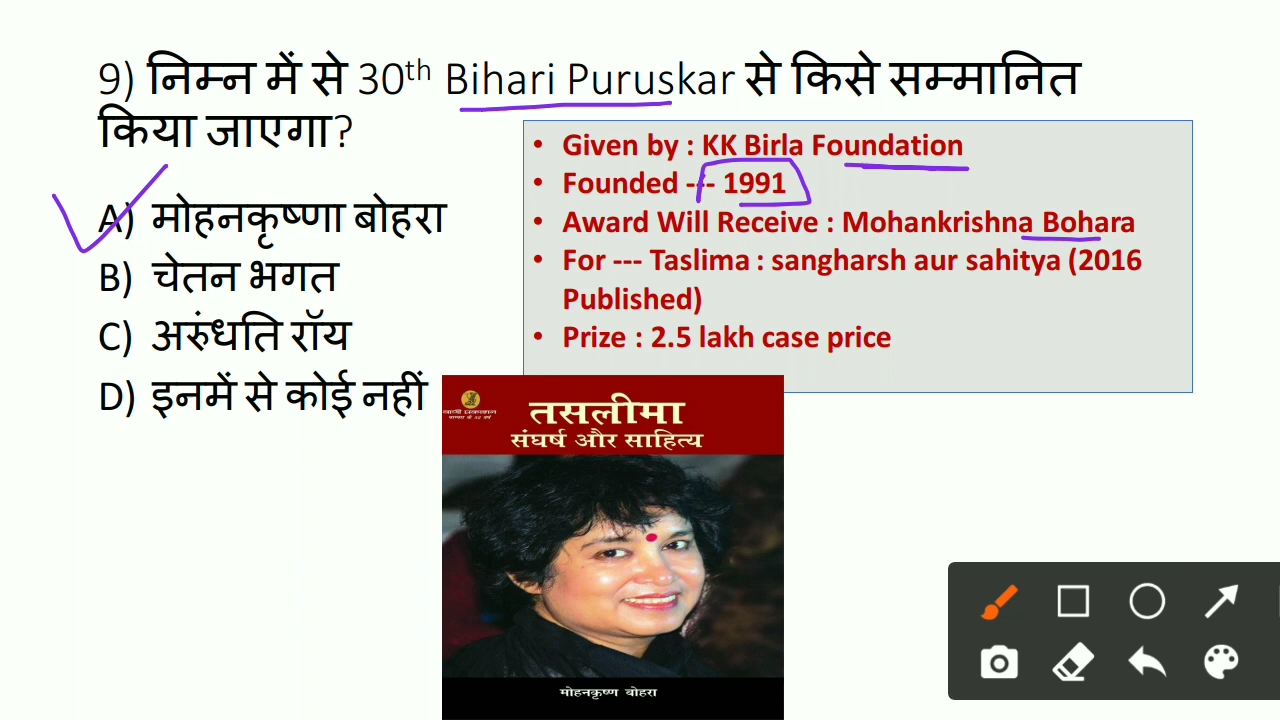 9) निम्न में से 30th Bihari Puruskar से किसे सम्मानित
किया जाएगा?
A) मोहनकृष्णा बोहरा
B) चेतन भगत
C) अरुंधति रॉय
D) इनमें से कोई नहीं
• Given by : KK Birla Foundation
• Founded --- 1991
• Award Will Receive : Mohankrishna Bohara
• For --- Taslima : sangharsh aur sahitya (2016
Published)
• Prize : 2.5 lakh case price
वाणी प्रकाशन
तसलीमा
संघर्ष और साहित्य
मोहनकृष्ण बोहरा